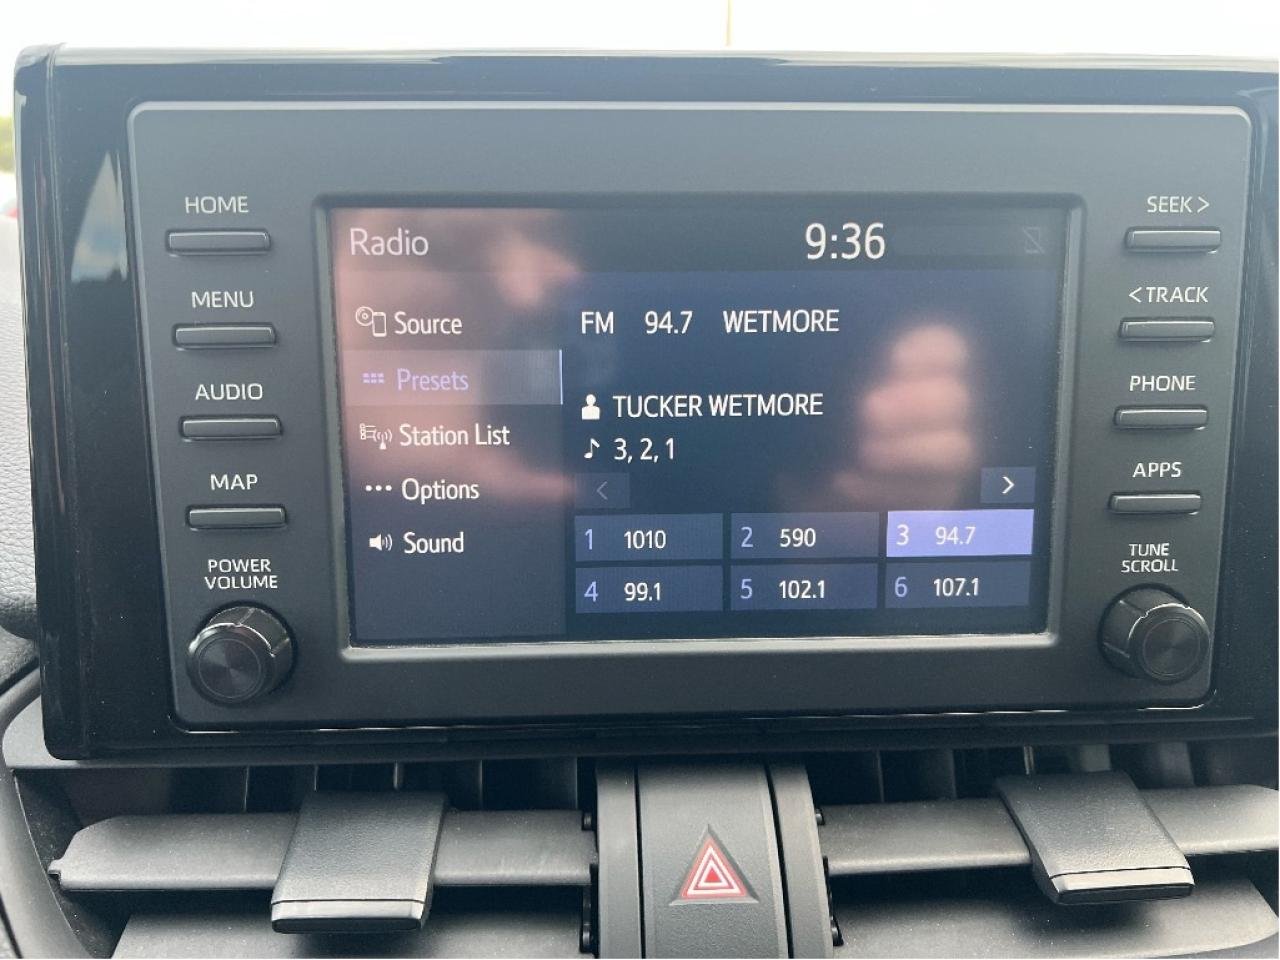 HOME
MENU
AUDIO
MAP
POWER
VOLUME
Radio 9:36
Source
Presets
Station List
Options
Sound
FM 94.7 WETMORE
TUCKER WETMORE
3, 2, 1
< >
1 1010 2 590 3 94.7
4 99.1 5 102.1 6 107.1
SEEK >
< TRACK
PHONE
APPS
TUNE
SCROLL